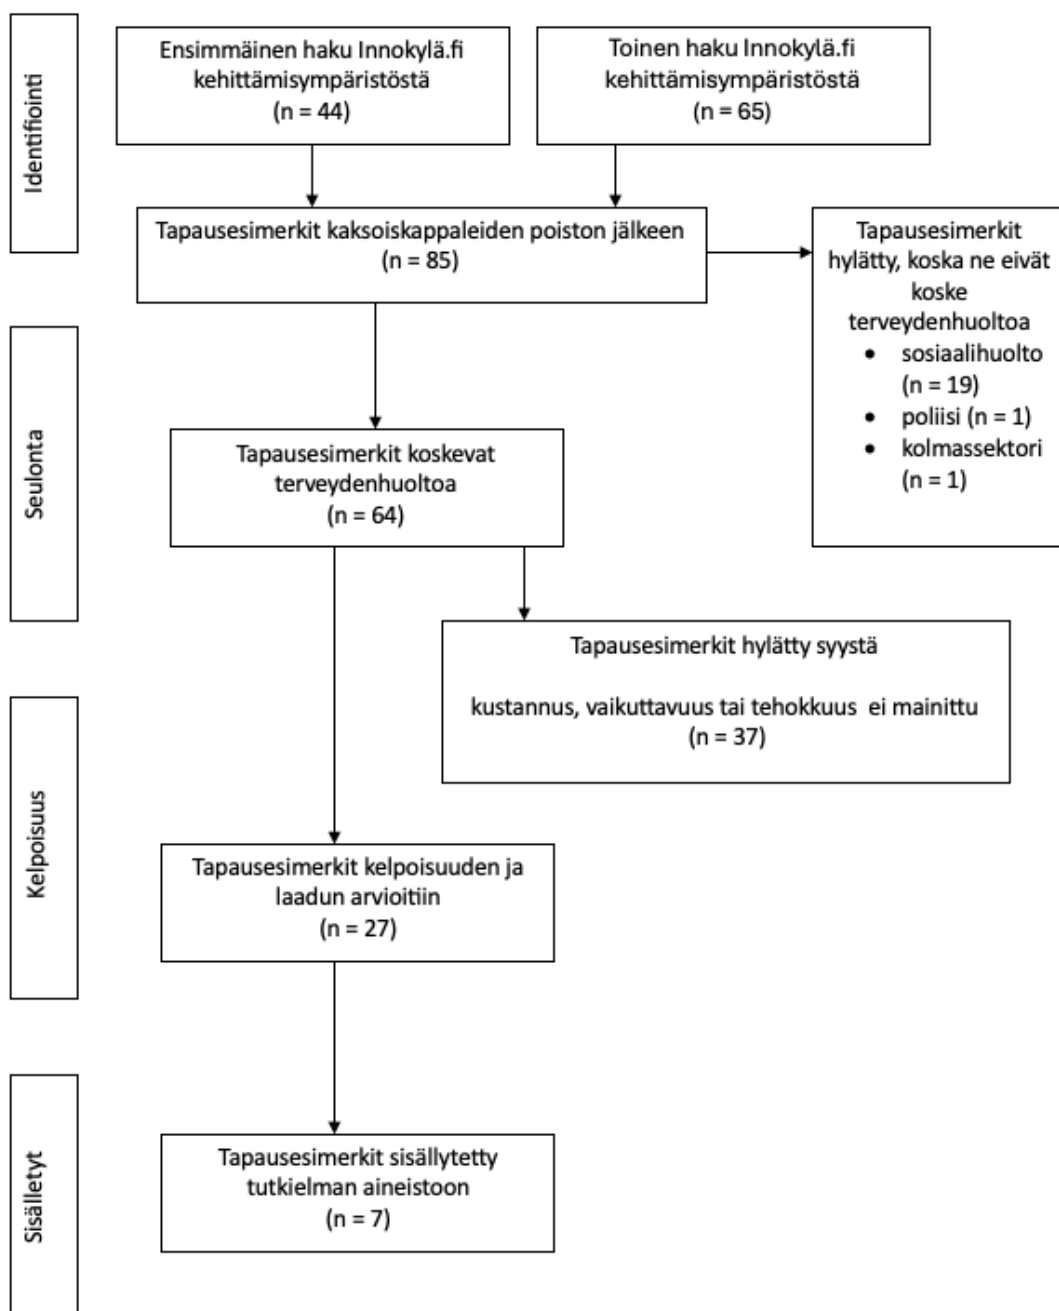 Identifiointi
Ensimmäinen haku Innokylä.fi
kehittämisympäristöstä
(n = 44)
Toinen haku Innokylä.fi
kehittämisympäristöstä
(n = 65)
Tapausesimerkit kaksoiskappaleiden poiston jälkeen
(n = 85)
Tapausesimerkit
hylätty, koska ne eivät
koske
terveydenhuoltoa
• sosiaalihuolto
(n = 19)
• poliisi (n = 1)
• kolmassektori
(n = 1)
Seulonta
Tapausesimerkit koskevat
terveydenhuoltoa
(n = 64)
Tapausesimerkit hylätty syystä
kustannus, vaikuttavuus tai tehokkuus  ei mainittu
(n = 37)
Kelpoisuus
Tapausesimerkit kelpoisuuden ja
laadun arvioitiin
(n = 27)
Sisälletyt
Tapausesimerkit sisällytetty
tutkielman aineistoon
(n = 7)